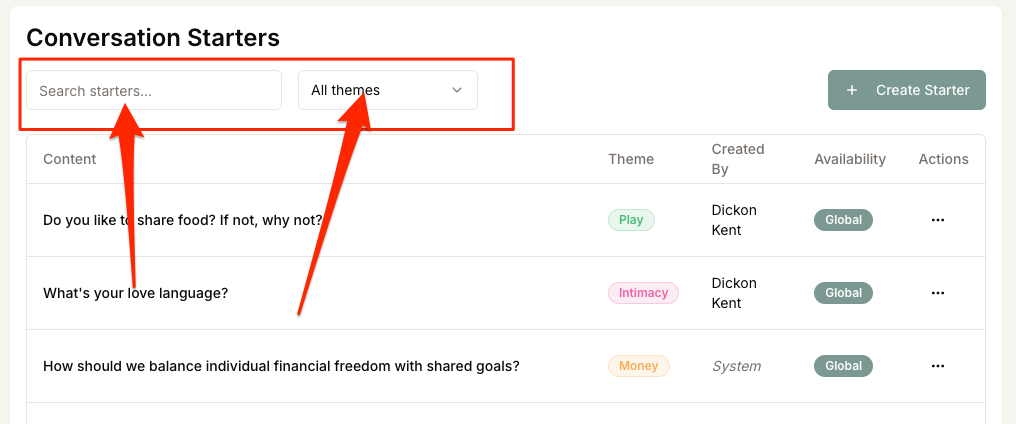 Conversation Starters
Search starters...
All themes
+ Create Starter
Content
Theme
Created
By
Availability
Actions
Do you like to share food? If not, why not?
Play
Dickon
Kent
Global
What's your love language?
Intimacy
Dickon
Kent
Global
How should we balance individual financial freedom with shared goals?
Money
System
Global